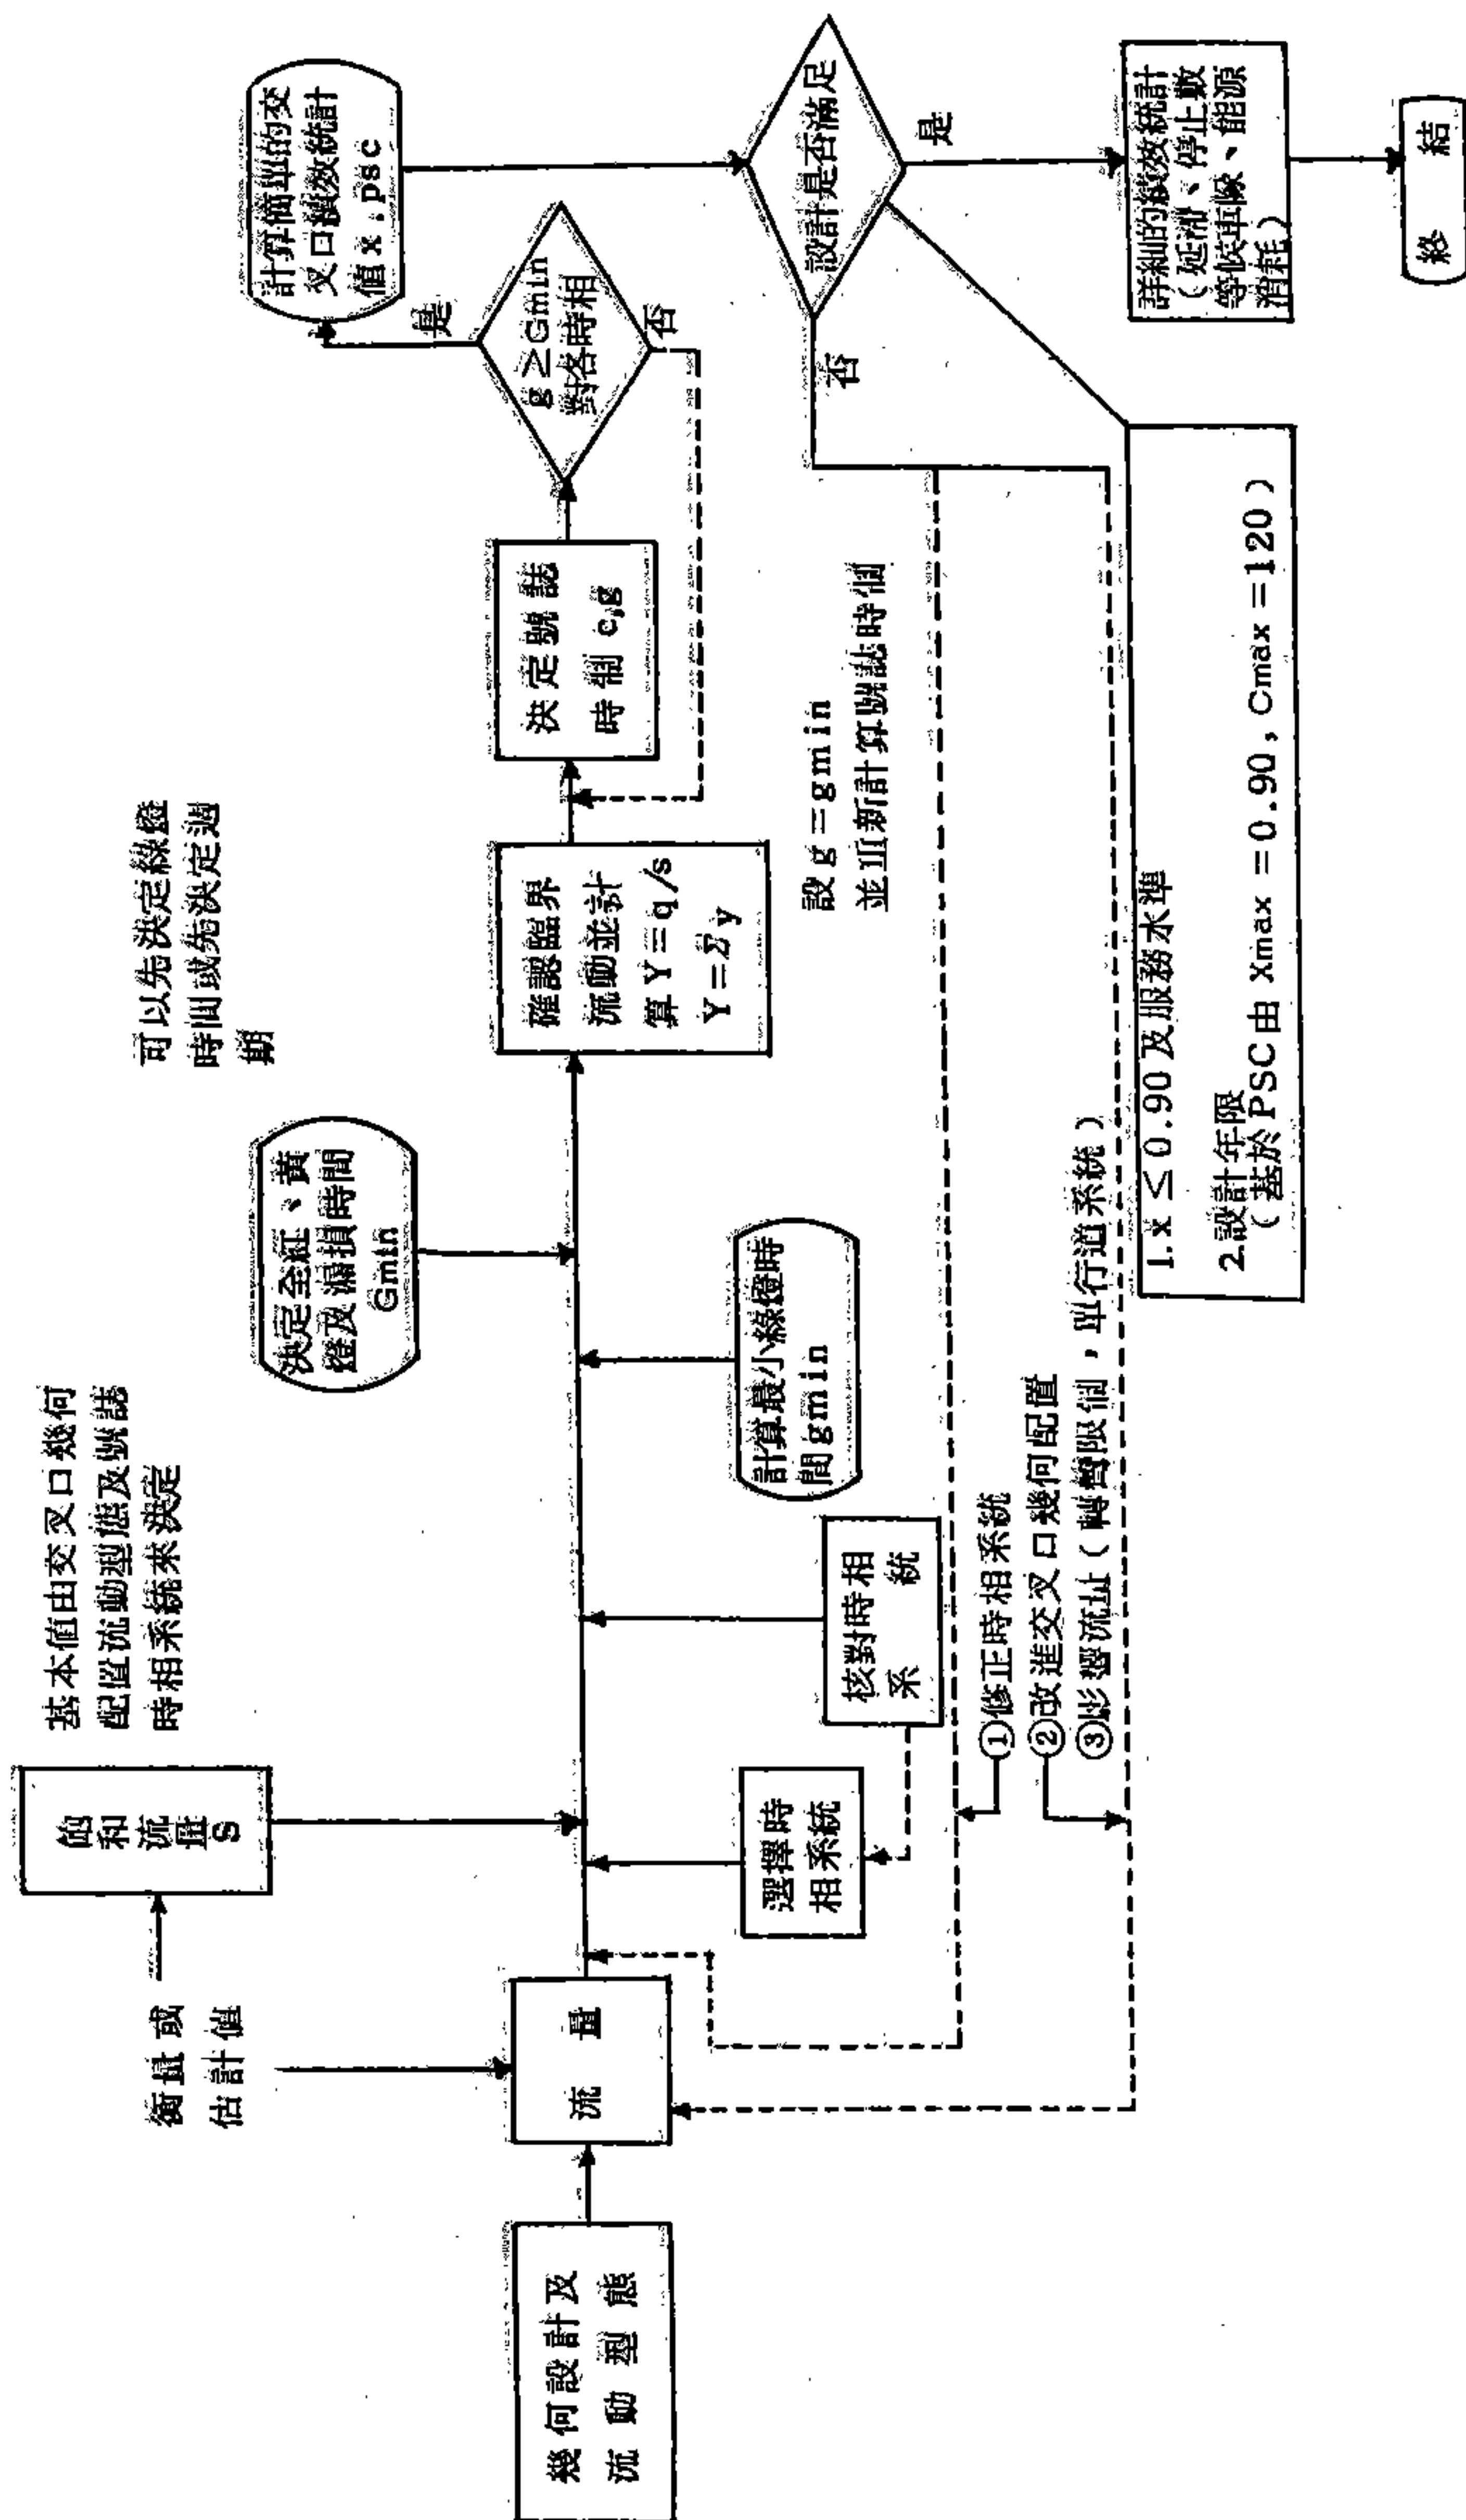 幾何設計及
流動型態
流量
衡量或
估計值
飽和流量S
基本值由交叉口幾何
配置流動型態及號誌
時相系統來決定
選擇時
相系統
核對時相
系統
決定全紅、黃
燈及漏損時間
Gmin
計算最小綠燈時
間gmin
可以先決定綠燈
時間或先決定週
期
確認臨界
流動並計
算Y=q/s
Y=Σy
決定號誌
時制 c,g
g≥Gmin
對各時相
是
否
計算簡單的交
叉口績效統計
值x.psc
設計是否滿足
是
否
設g=gmin
並重新計算號誌時制
①修正時相系統
②改進交叉口幾何配置
③影響流量(轉彎限制,單行道系統)
1.x≤0.90及服務水準
2.設計年限
(基於PSC由Xmax=0.90,Cmax=120)
詳細的績效統計
(延滯、停止數
等候車隊、能源
消耗)
終結